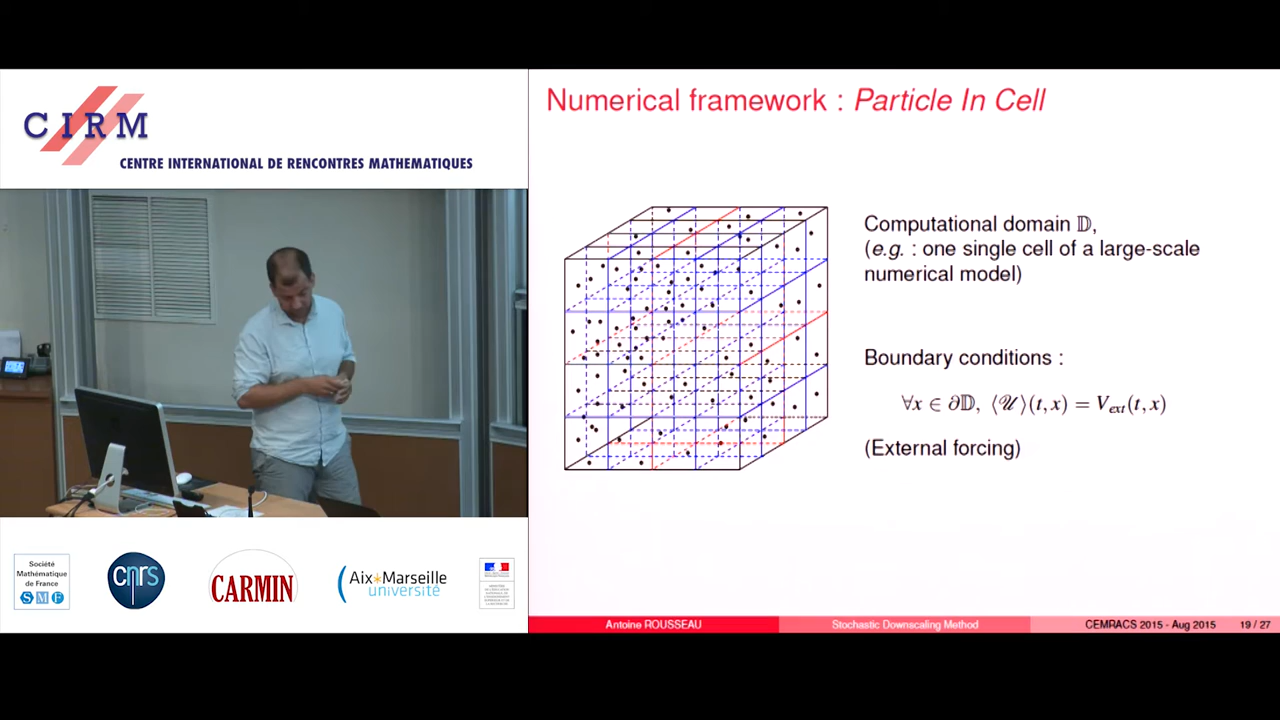 CIRM
CENTRE INTERNATIONAL DE RENCONTRES MATHEMATIQUES
Numerical framework : Particle In Cell
Computational domain 𝔻,
(e.g. : one single cell of a large-scale
numerical model)
Boundary conditions :
∀x ∈ ∂𝔻, ⟨𝒰⟩(t,x) = V_ext(t,x)
(External forcing)
Société
Mathématique
de France
SMF
cnrs
CARMIN
Aix*Marseille
université
Antoine ROUSSEAU
Stochastic Downscaling Method
CEMRACS 2015 - Aug 2015
19 / 27